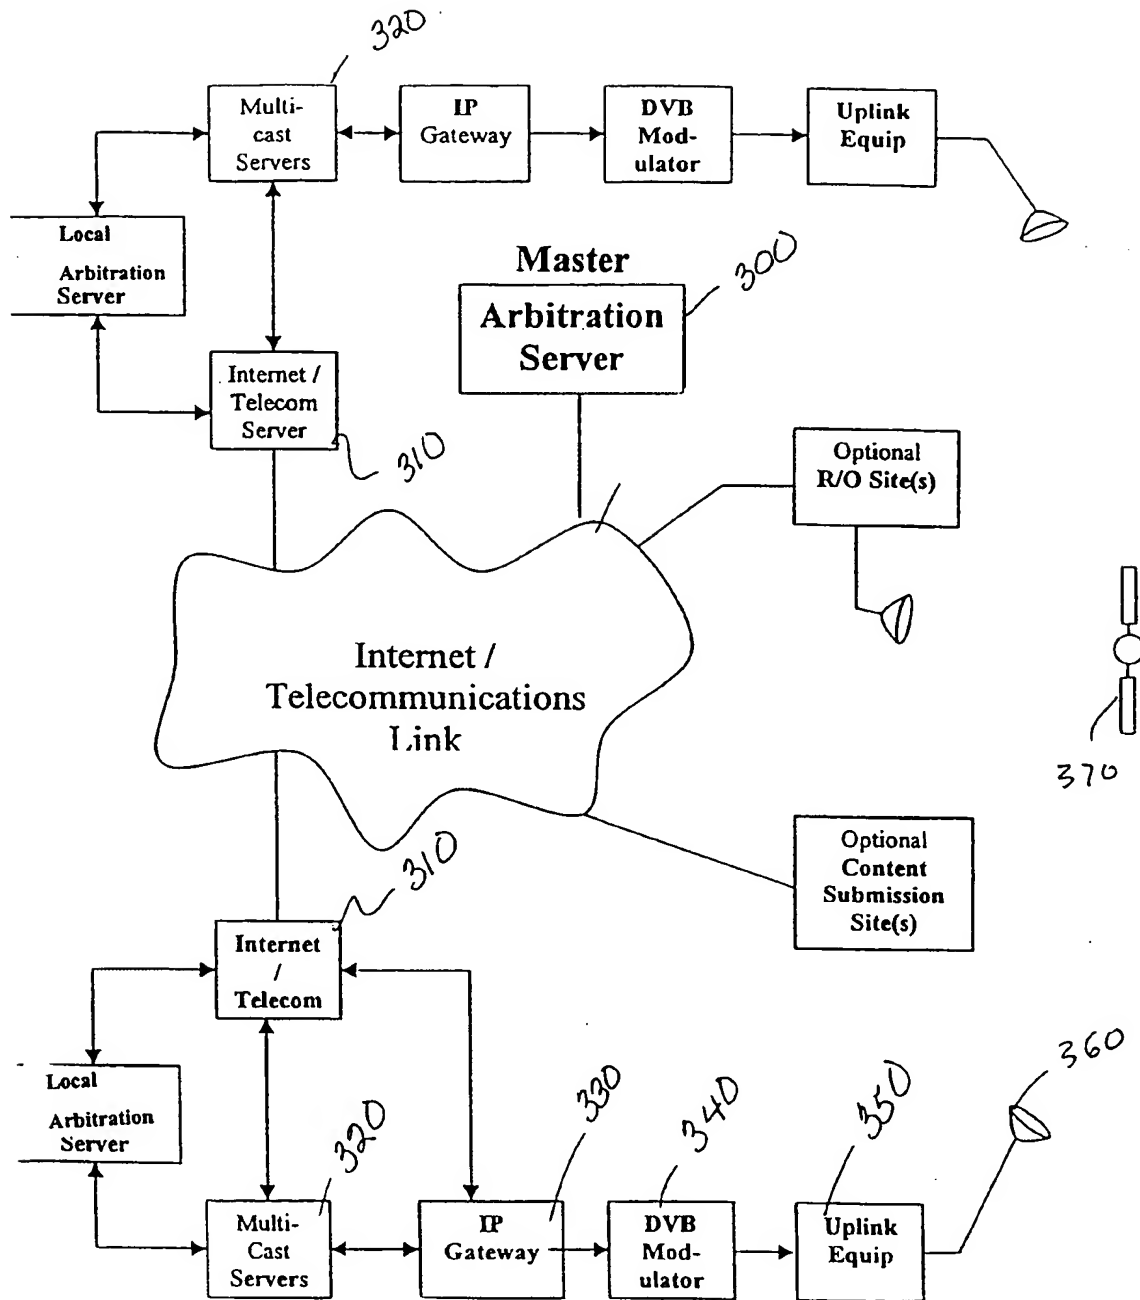 320
Multi-
cast
Servers
IP
Gateway
DVB
Mod-
ulator
Uplink
Equip
Local
Arbitration
Server
Master
Arbitration
Server
300
Internet /
Telecom
Server
310
Optional
R/O Site(s)
Internet /
Telecommunications
Link
370
310
Optional
Content
Submission
Site(s)
Internet
/
Telecom
Local
Arbitration
Server
320
330
340
350
360
Multi-
Cast
Servers
IP
Gateway
DVB
Mod-
ulator
Uplink
Equip